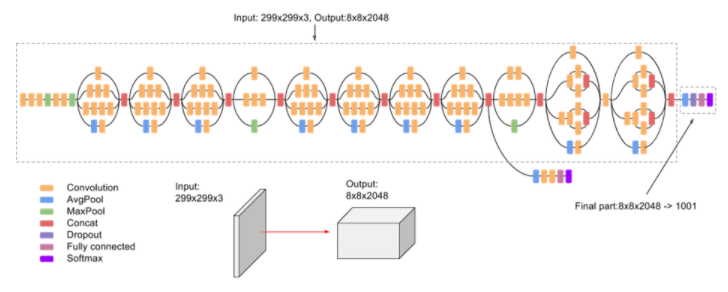 Input: 299x299x3, Output:8x8x2048
Convolution
AvgPool
MaxPool
Concat
Dropout
Fully connected
Softmax
Input:
299x299x3
Output:
8x8x2048
Final part:8x8x2048 -> 1001